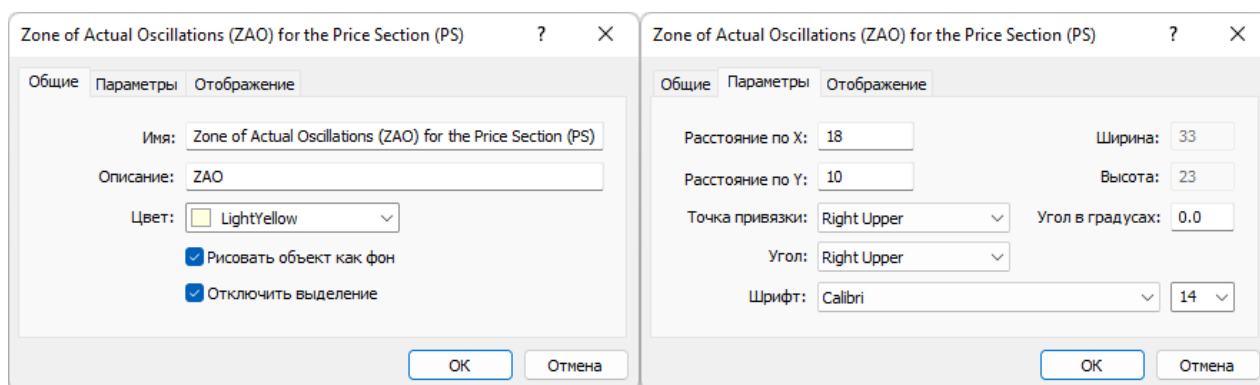 Zone of Actual Oscillations (ZAO) for the Price Section (PS) ?
Общие Параметры Отображение
Имя: Zone of Actual Oscillations (ZAO) for the Price Section (PS)
Описание: ZAO
Цвет: LightYellow
Рисовать объект как фон
Отключить выделение
OK Отмена
Zone of Actual Oscillations (ZAO) for the Price Section (PS) ?
Общие Параметры Отображение
Расстояние по X: 18 Ширина: 33
Расстояние по Y: 10 Высота: 23
Точка привязки: Right Upper Угол в градусах: 0.0
Угол: Right Upper
Шрифт: Calibri 14
OK Отмена